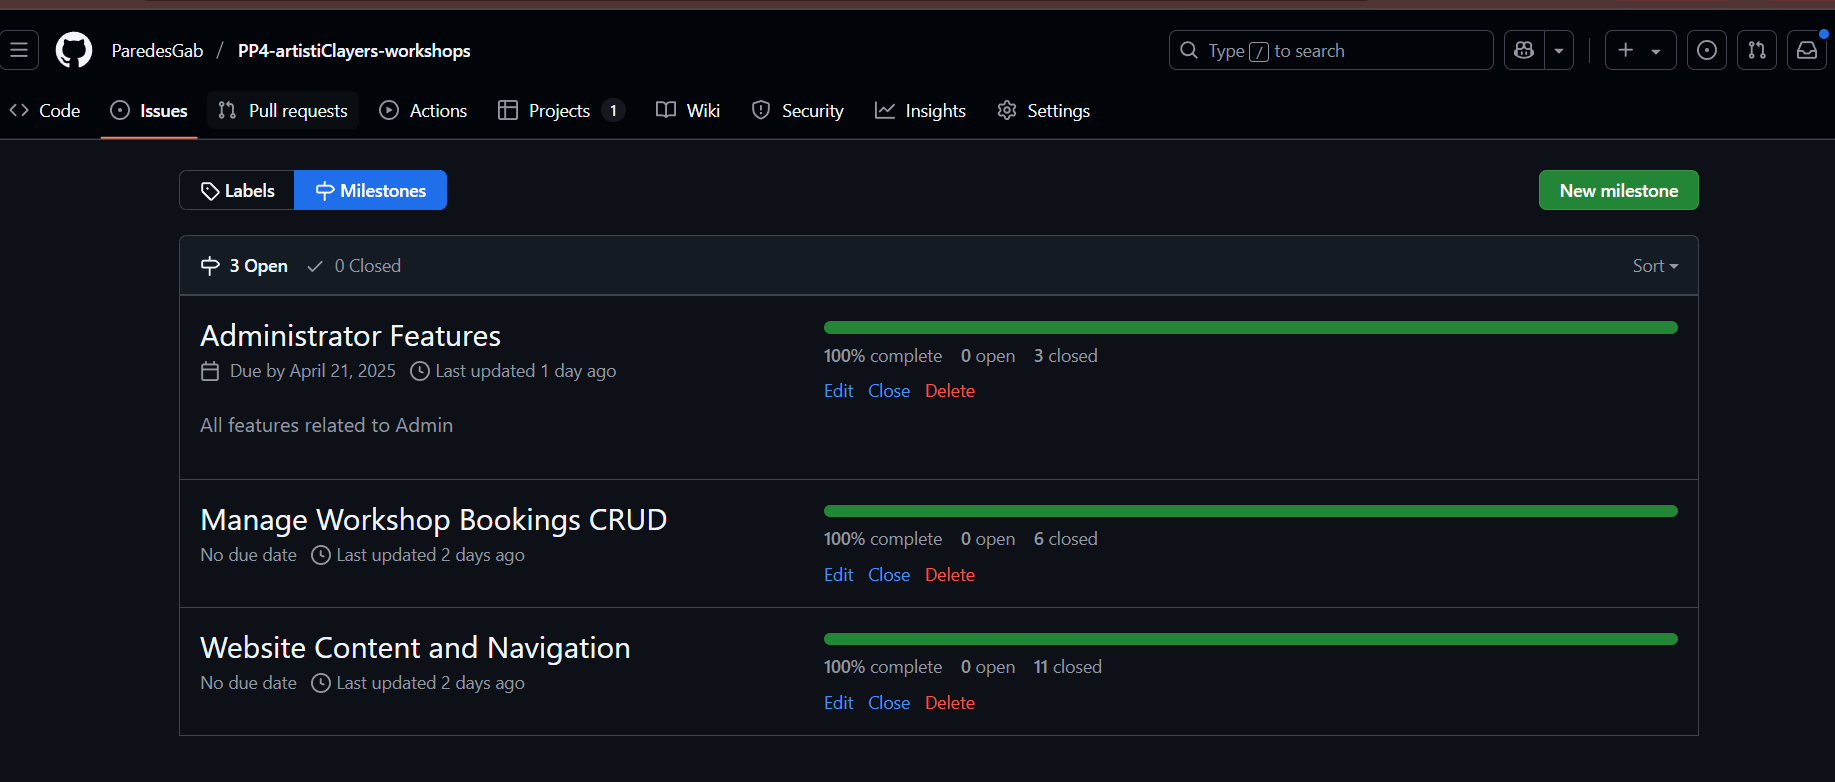 ParedesGab / PP4-artistiClayers-workshops
Type / to search
Code Issues Pull requests Actions Projects 1 Wiki Security Insights Settings
Labels Milestones New milestone
3 Open 0 Closed Sort
Administrator Features
Due by April 21, 2025 Last updated 1 day ago
All features related to Admin
100% complete 0 open 3 closed
Edit Close Delete
Manage Workshop Bookings CRUD
No due date Last updated 2 days ago
100% complete 0 open 6 closed
Edit Close Delete
Website Content and Navigation
No due date Last updated 2 days ago
100% complete 0 open 11 closed
Edit Close Delete